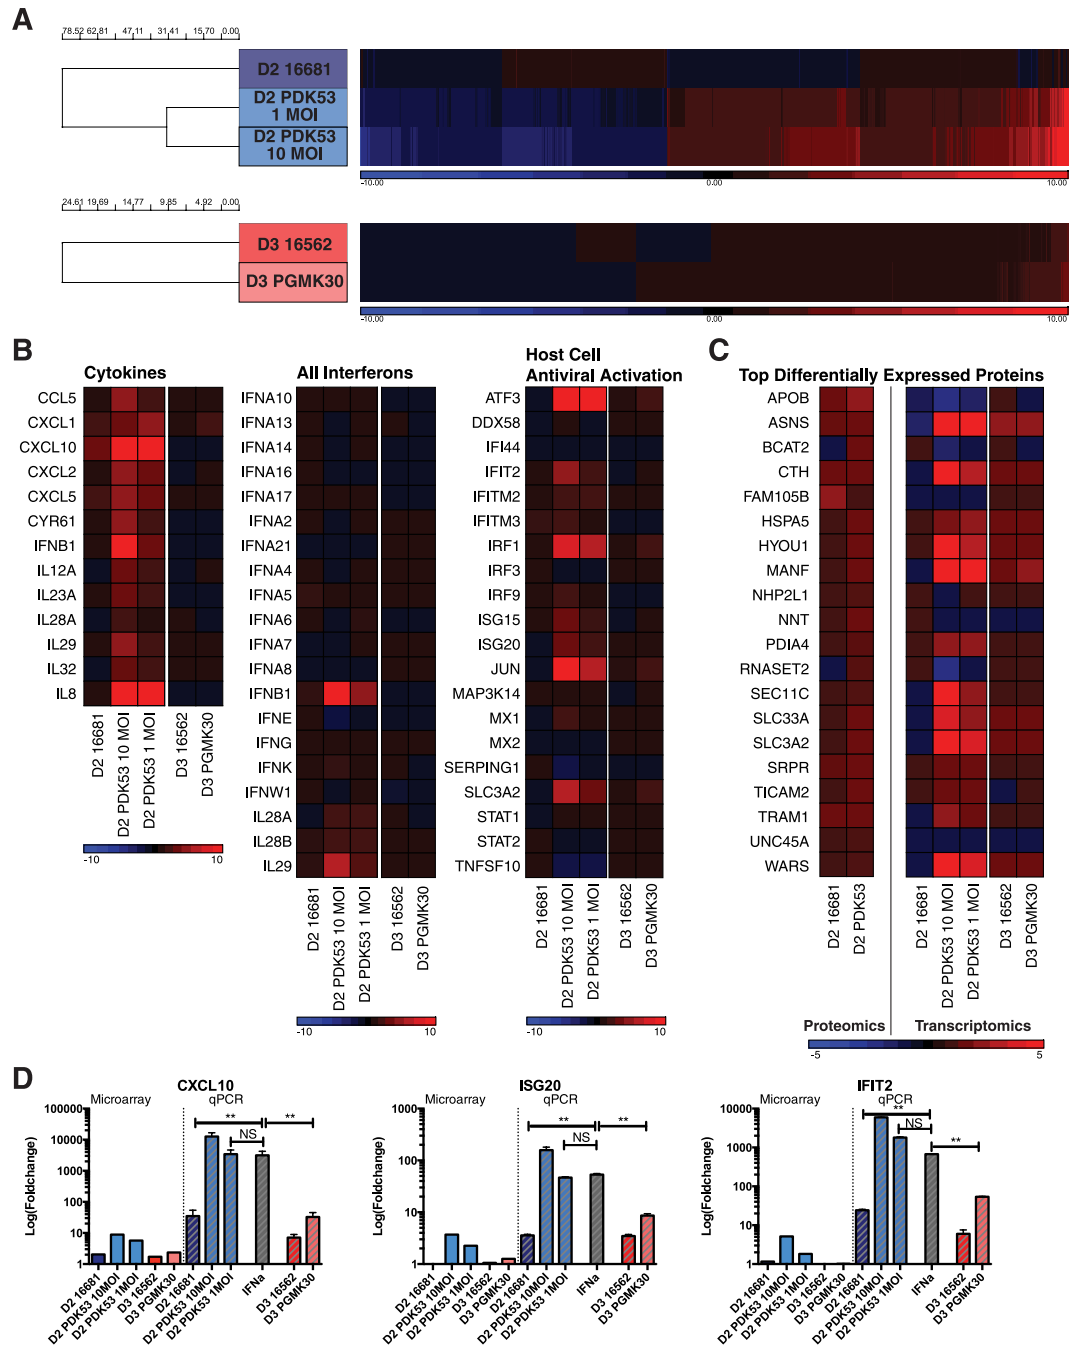 A
78.52 62.81 47.11 31.41 15.70 0.00
D2 16681
D2 PDK53
1 MOI
D2 PDK53
10 MOI
-10.00 0.00 10.00
24.61 19.69 14.77 9.85 4.92 0.00
D3 16562
D3 PGMK30
-10.00 0.00 10.00
B
Cytokines
CCL5
CXCL1
CXCL10
CXCL2
CXCL5
CYR61
IFNB1
IL12A
IL23A
IL28A
IL29
IL32
IL8
D2 16681
D2 PDK53 10 MOI
D2 PDK53 1 MOI
D3 16562
D3 PGMK30
-10 10
All Interferons
IFNA10
IFNA13
IFNA14
IFNA16
IFNA17
IFNA2
IFNA21
IFNA4
IFNA5
IFNA6
IFNA7
IFNA8
IFNB1
IFNE
IFNG
IFNK
IFNW1
IL28A
IL28B
IL29
D2 16681
D2 PDK53 10 MOI
D2 PDK53 1 MOI
D3 16562
D3 PGMK30
-10 10
Host Cell
Antiviral Activation
ATF3
DDX58
IFI44
IFIT2
IFITM2
IFITM3
IRF1
IRF3
IRF9
ISG15
ISG20
JUN
MAP3K14
MX1
MX2
SERPING1
SLC3A2
STAT1
STAT2
TNFSF10
D2 16681
D2 PDK53 10 MOI
D2 PDK53 1 MOI
D3 16562
D3 PGMK30
-10 10
C
Top Differentially Expressed Proteins
APOB
ASNS
BCAT2
CTH
FAM105B
HSPA5
HYOU1
MANF
NHP2L1
NNT
PDIA4
RNASET2
SEC11C
SLC33A
SLC3A2
SRPR
TICAM2
TRAM1
UNC45A
WARS
D2 16681
D2 PDK53
D2 16681
D2 PDK53 10 MOI
D2 PDK53 1 MOI
D3 16562
D3 PGMK30
Proteomics Transcriptomics
-5 5
D
CXCL10
Microarray qPCR
Log(Foldchange)
100000
10000
1000
100
10
1
** **
NS
D2 16681
D2 PDK53 10MOI
D2 PDK53 1MOI
D3 16562
D3 PGMK30
D2 16681
D2 PDK53 10MOI
D2 PDK53 1MOI
IFNa
D3 16562
D3 PGMK30
ISG20
Microarray qPCR
Log(Foldchange)
1000
100
10
1
** **
NS
D2 16681
D2 PDK53 10MOI
D2 PDK53 1MOI
D3 16562
D3 PGMK30
D2 16681
D2 PDK53 10MOI
D2 PDK53 1MOI
IFNa
D3 16562
D3 PGMK30
IFIT2
Microarray qPCR
Log(Foldchange)
10000
1000
100
10
1
**
NS
**
D2 16681
D2 PDK53 10MOI
D2 PDK53 1MOI
D3 16562
D3 PGMK30
D2 16681
D2 PDK53 10MOI
D2 PDK53 1MOI
IFNa
D3 16562
D3 PGMK30